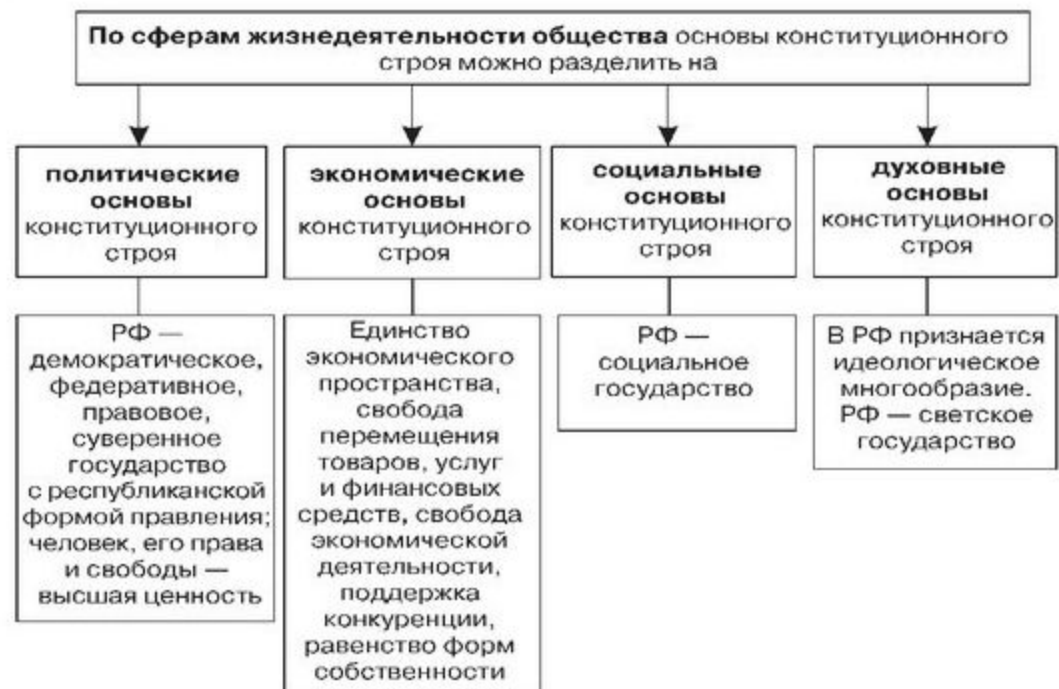 По сферам жизнедеятельности общества основы конституционного
строя можно разделить на
политические
основы
конституционного
строя
экономические
основы
конституционного
строя
социальные
основы
конституционного
строя
духовные
основы
конституционного
строя
РФ —
демократическое,
федеративное,
правовое,
суверенное
государство
с республиканской
формой правления;
человек, его права
и свободы —
высшая ценность
Единство
экономического
пространства,
свобода
перемещения
товаров, услуг
и финансовых
средств, свобода
экономической
деятельности,
поддержка
конкуренции,
равенство форм
собственности
РФ —
социальное
государство
В РФ признается
идеологическое
многообразие.
РФ — светское
государство